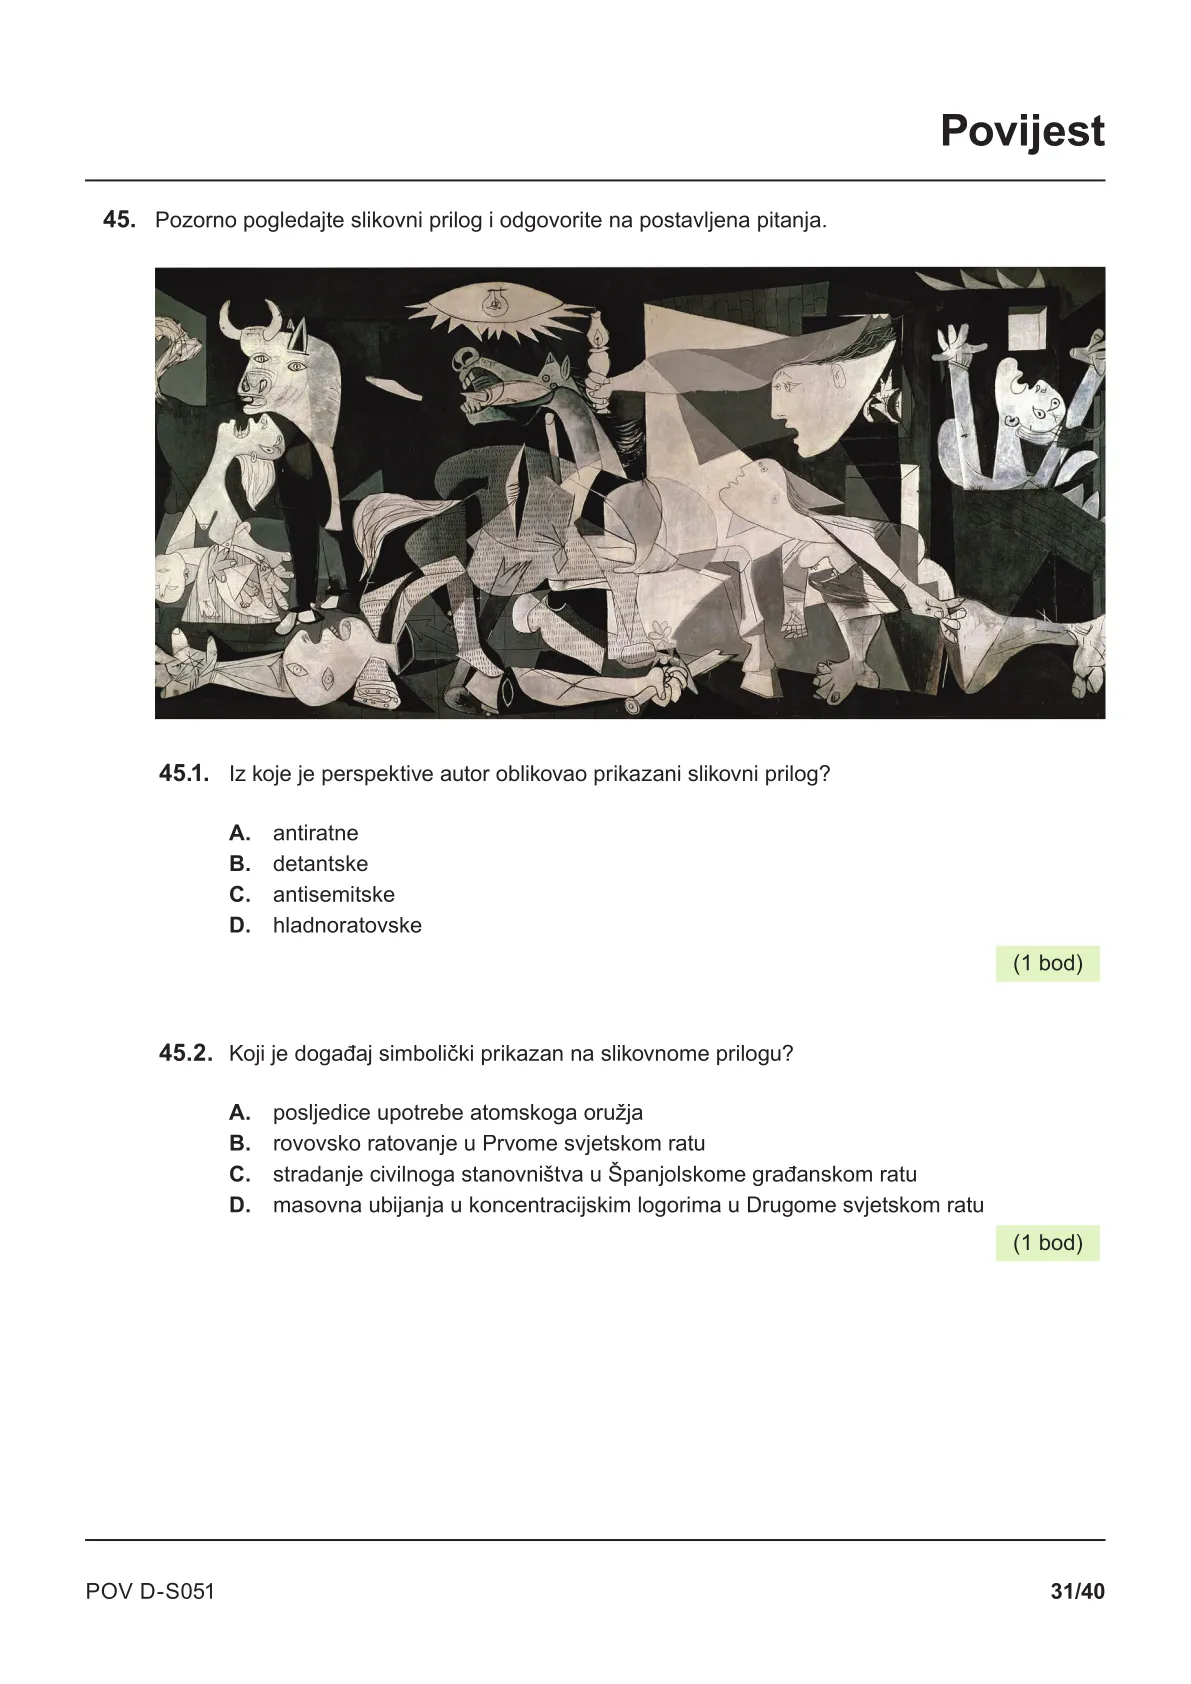 Povijest
45. Pozorno pogledajte slikovni prilog i odgovorite na postavljena pitanja.
45.1. Iz koje je perspektive autor oblikovao prikazani slikovni prilog?
A. antiratne
B. detantske
C. antisemitske
D. hladnoratovske
(1 bod)
45.2. Koji je događaj simbolički prikazan na slikovnome prilogu?
A. posljedice upotrebe atomskoga oružja
B. rovovsko ratovanje u Prvome svjetskom ratu
C. stradanje civilnoga stanovništva u Španjolskome građanskom ratu
D. masovna ubijanja u koncentracijskim logorima u Drugome svjetskom ratu
(1 bod)
POV D-S051
31/40